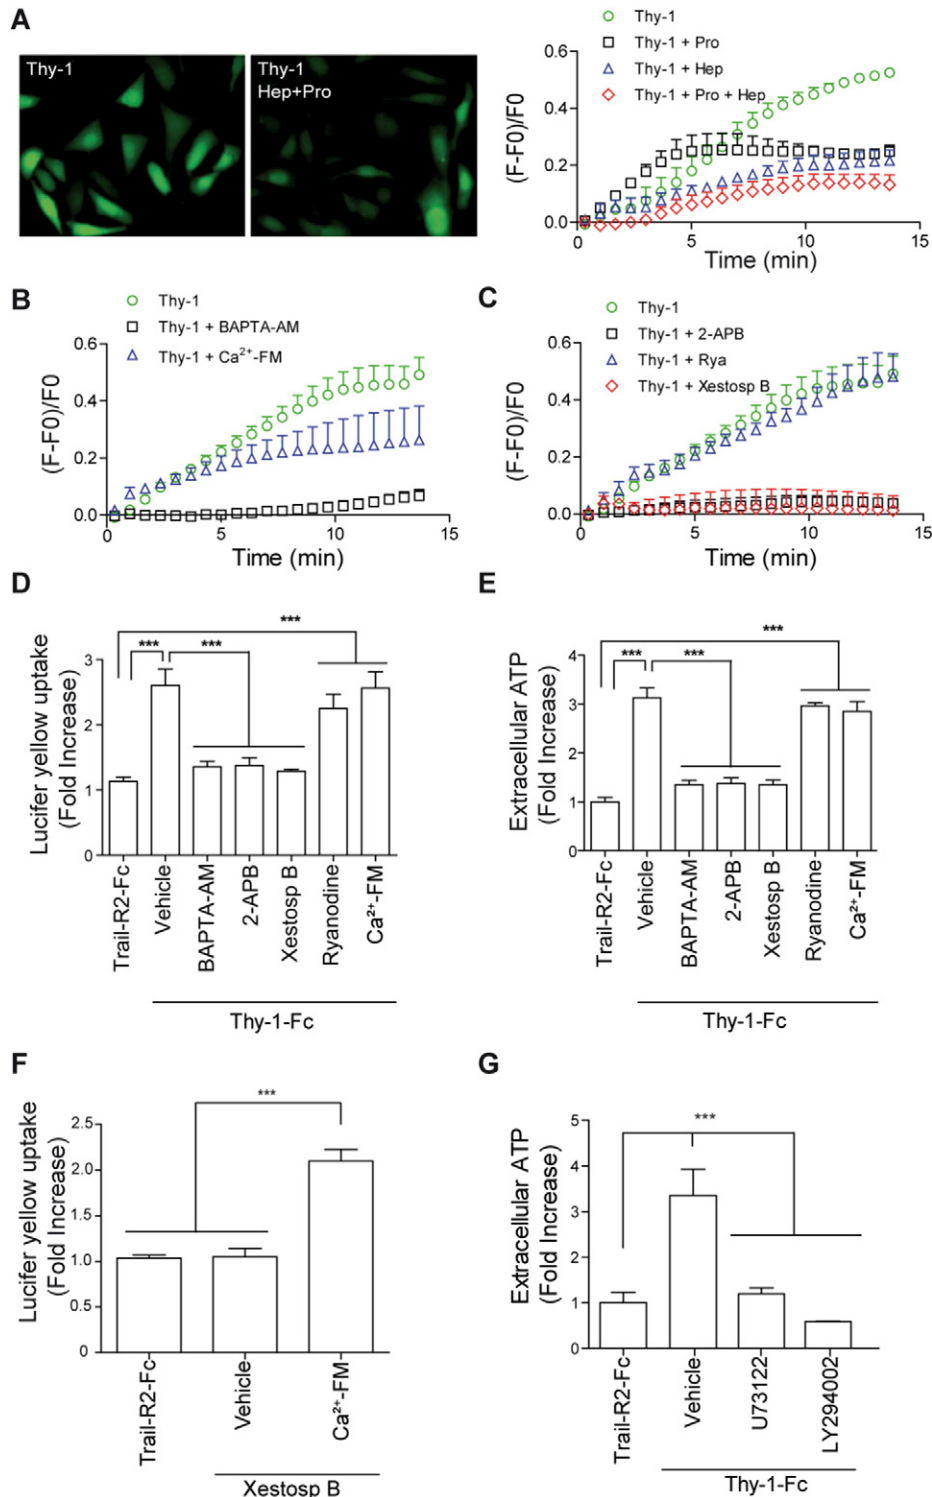 A
Thy-1
Thy-1
Hep+Pro
Thy-1
Thy-1 + Pro
Thy-1 + Hep
Thy-1 + Pro + Hep
(F-F0)/F0
0.6
0.4
0.2
0.0
0 5 10 15
Time (min)
B
Thy-1
Thy-1 + BAPTA-AM
Thy-1 + Ca²⁺-FM
(F-F0)/F0
0.6
0.4
0.2
0.0
0 5 10 15
Time (min)
C
Thy-1
Thy-1 + 2-APB
Thy-1 + Rya
Thy-1 + Xestosp B
(F-F0)/F0
0.6
0.4
0.2
0.0
0 5 10 15
Time (min)
D
Lucifer yellow uptake
(Fold Increase)
***
*** ***
3
2
1
0
Trail-R2-Fc
Vehicle
BAPTA-AM
2-APB
Xestosp B
Ryanodine
Ca²⁺-FM
Thy-1-Fc
E
Extracellular ATP
(Fold Increase)
***
*** ***
4
3
2
1
0
Trail-R2-Fc
Vehicle
BAPTA-AM
2-APB
Xestosp B
Ryanodine
Ca²⁺-FM
Thy-1-Fc
F
Lucifer yellow uptake
(Fold Increase)
***
2.5
2.0
1.5
1.0
0.5
0
Trail-R2-Fc
Vehicle
Ca²⁺-FM
Xestosp B
G
Extracellular ATP
(Fold Increase)
***
5
4
3
2
1
0
Trail-R2-Fc
Vehicle
U73122
LY294002
Thy-1-Fc